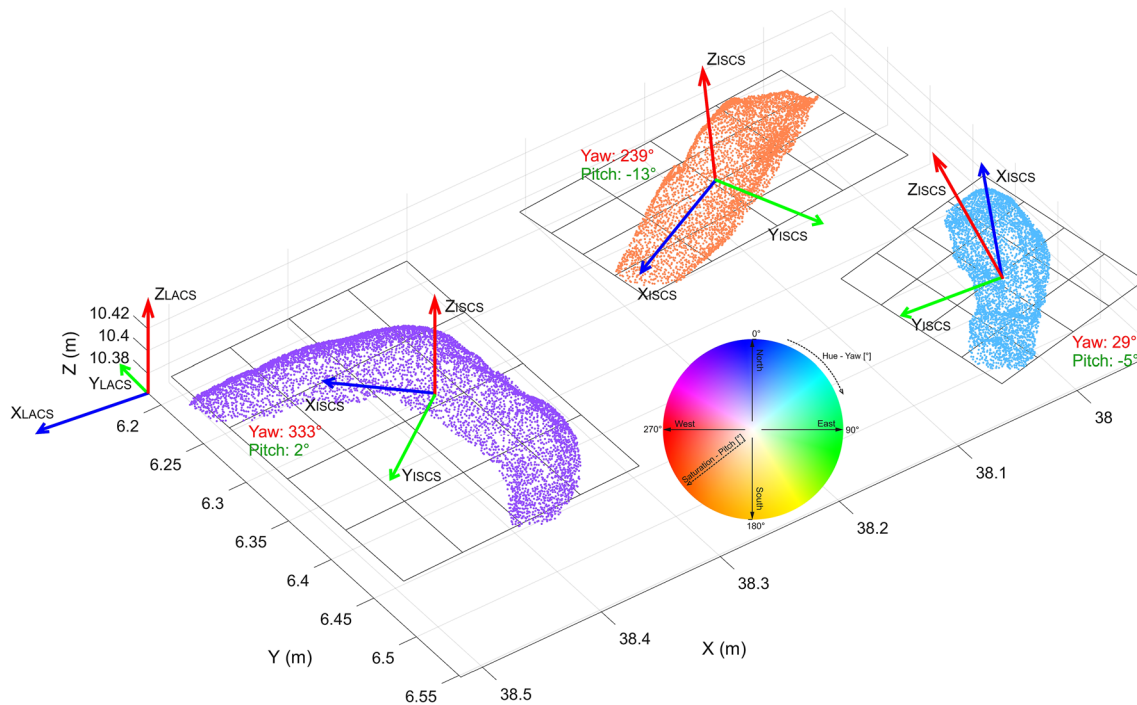 ZISCS
Yaw: 239°
Pitch: -13°
YISCS
XISCS
ZISCS
XISCS
YISCS
Yaw: 29°
Pitch: -5°
ZLACS
YLACS
XLACS
ZISCS
XISCS
YISCS
Yaw: 333°
Pitch: 2°
10.42
10.4
10.38
Z (m)
6.2
6.25
6.3
6.35
6.4
6.45
6.5
6.55
Y (m)
38.5
38.4
38.3
38.2
38.1
38
X (m)
0°
North
Hue - Yaw [°]
270°
West
East
90°
Saturation - Pitch [°]
South
180°